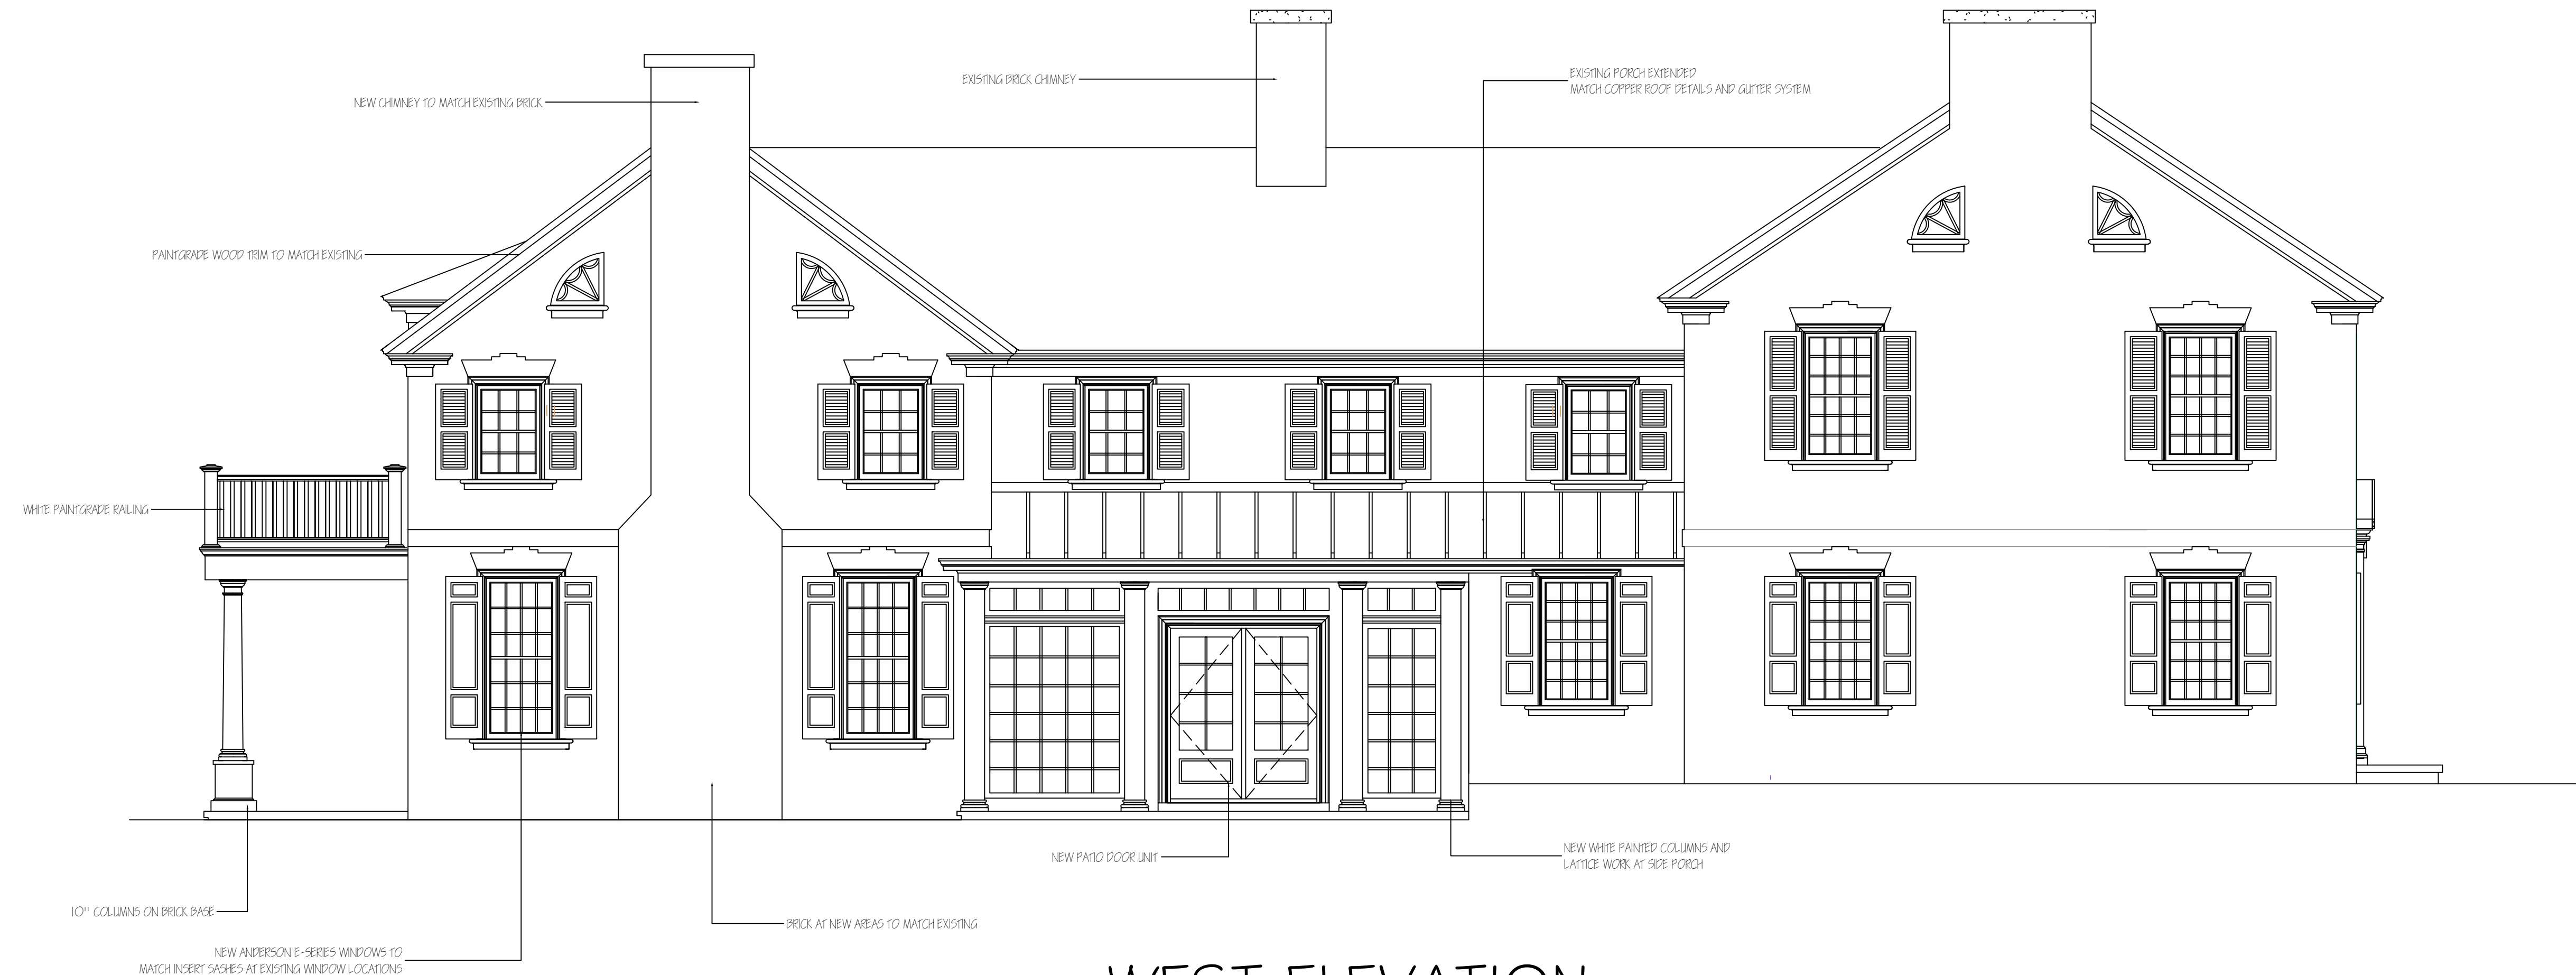 EXISTING PORCH EXTENDED
MATCH COPPER ROOF DETAILS AND GUTTER SYSTEM
EXISTING BRICK CHIMNEY
NEW CHIMNEY TO MATCH EXISTING BRICK
PAINTGRADE WOOD TRIM TO MATCH EXISTING
WHITE PAINTGRADE RAILING
NEW PATIO DOOR UNIT
NEW WHITE PAINTED COLUMNS AND
LATTICE WORK AT SIDE PORCH
10" COLUMNS ON BRICK BASE
BRICK AT NEW AREAS TO MATCH EXISTING
NEW ANDERSON E-SERIES WINDOWS TO
MATCH INSERT SASHES AT EXISTING WINDOW LOCATIONS
WEST ELEVATION